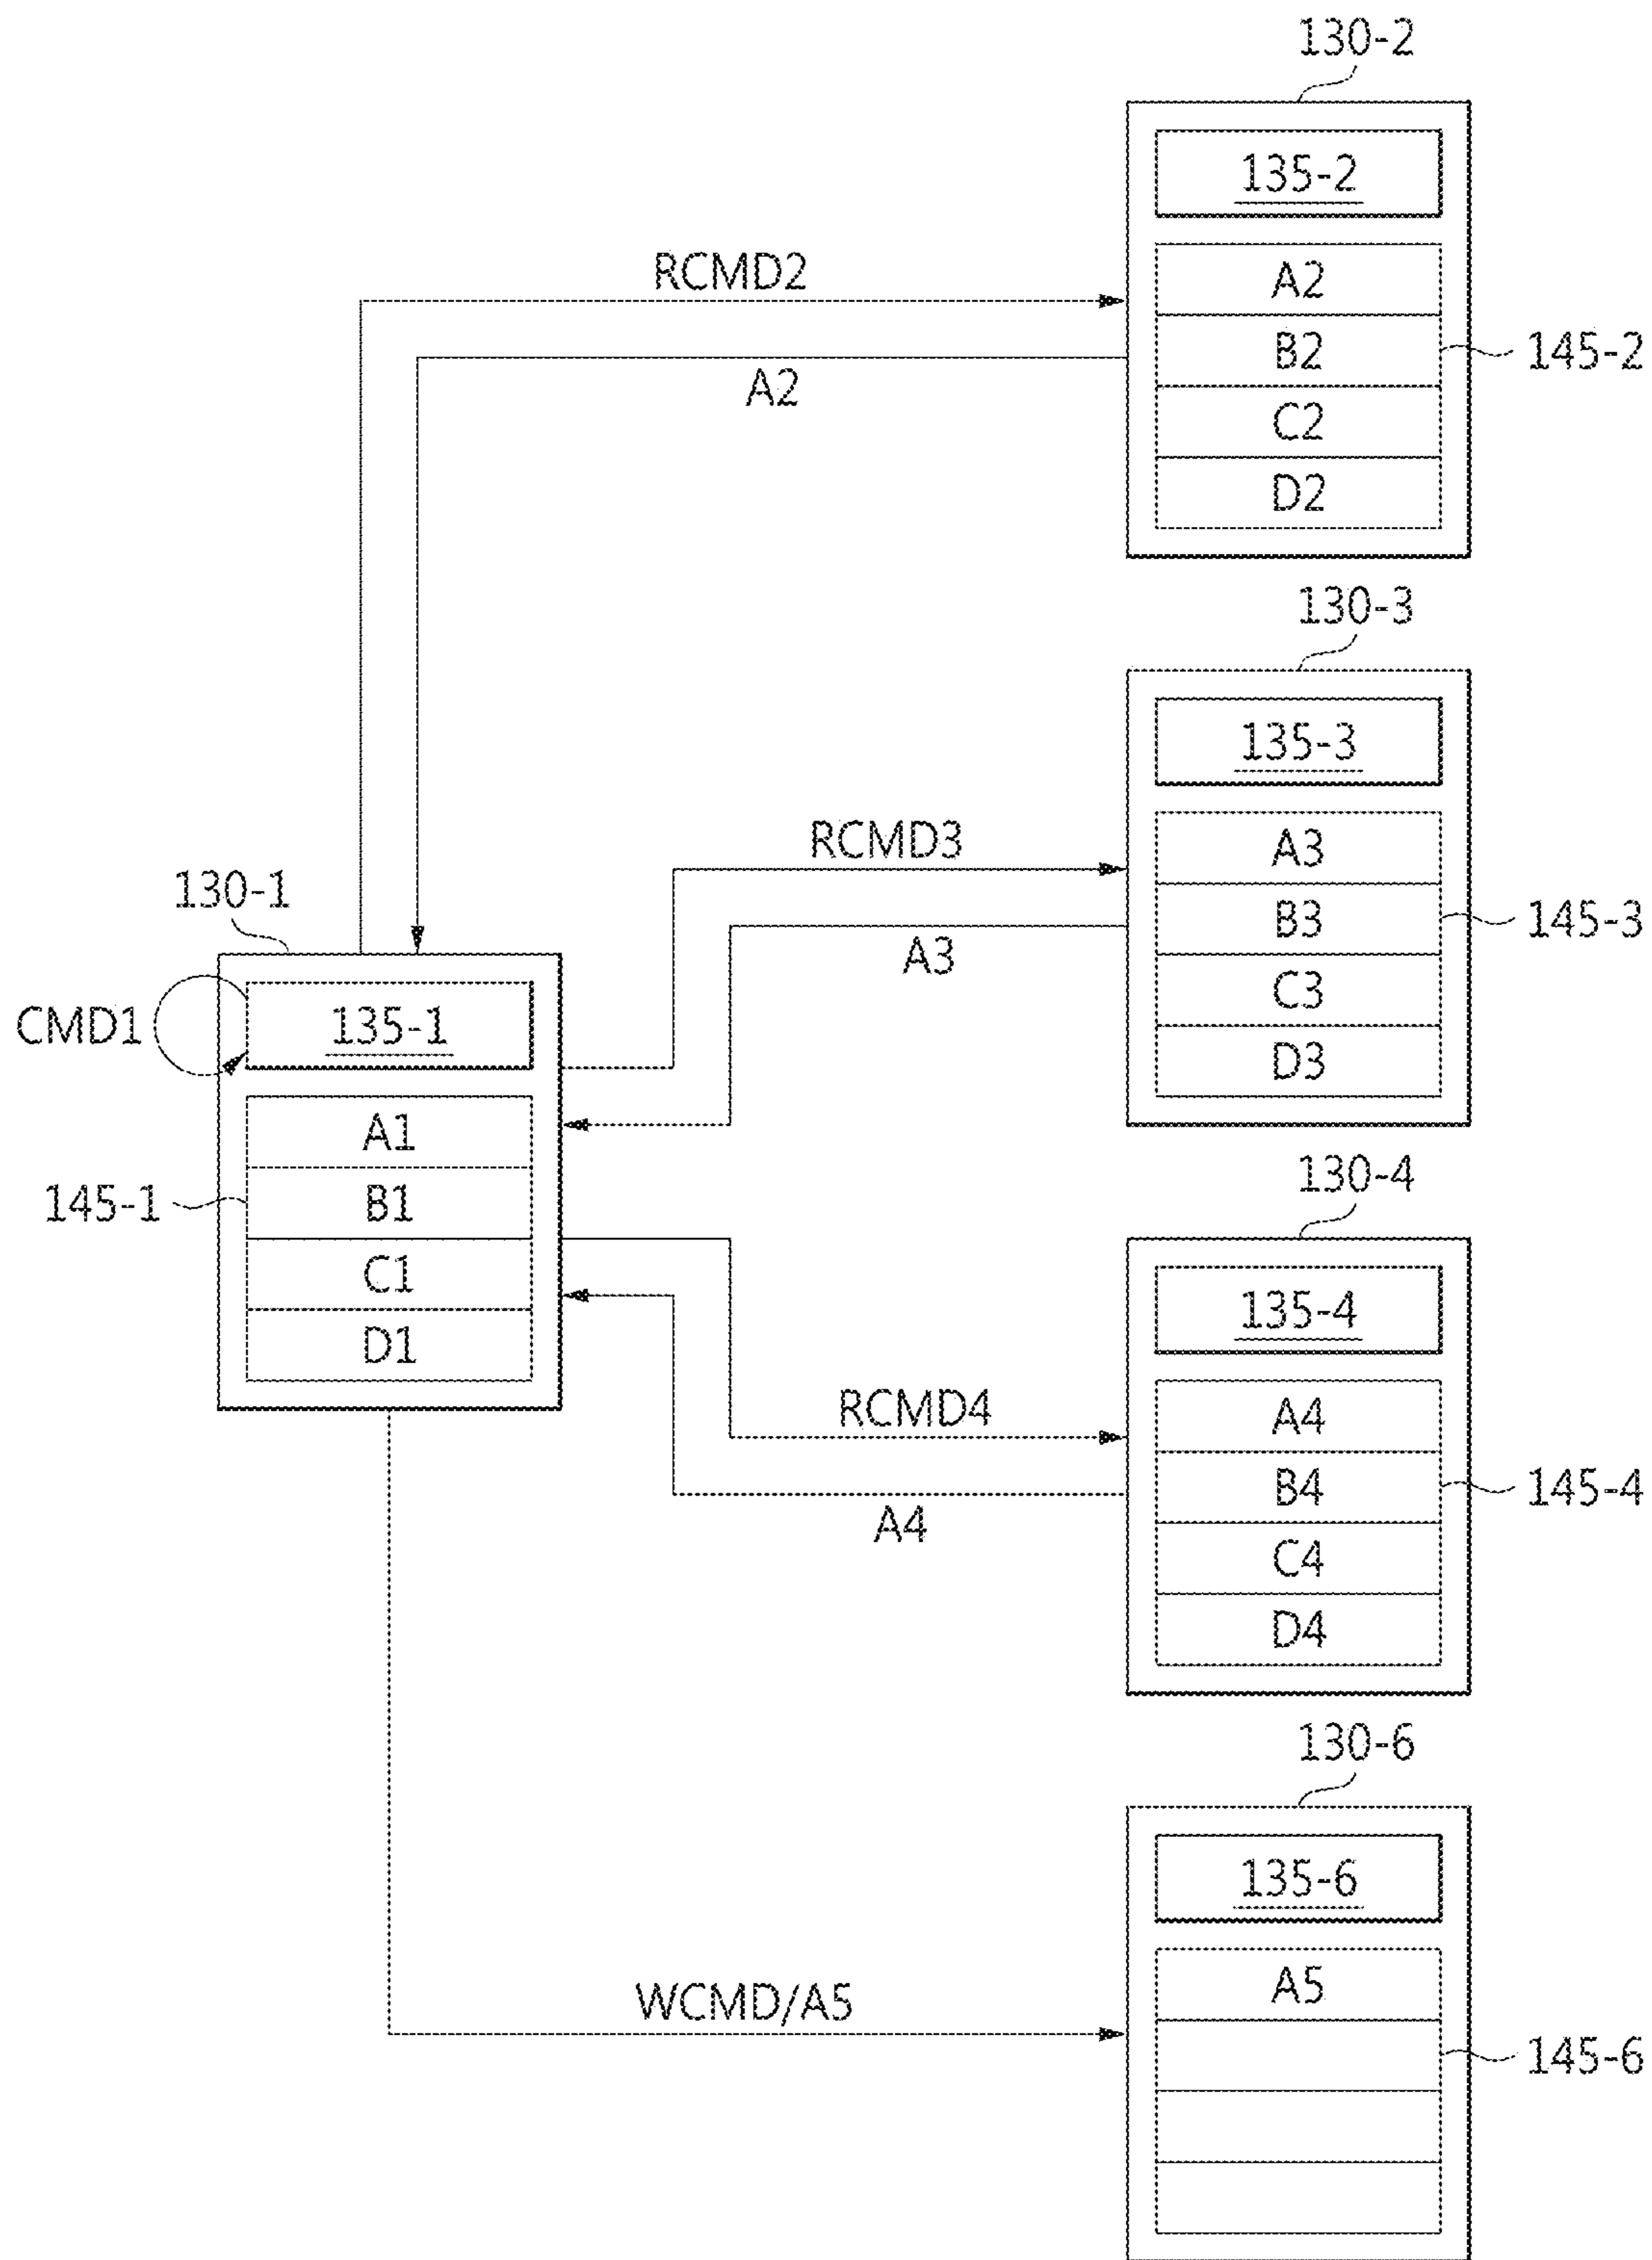 130-2
135-2
RCMD2
A2
A2
B2
145-2
C2
D2
130-3
135-3
RCMD3
A3
A3
B3
145-3
C3
D3
130-1
CMD1
135-1
A1
145-1
B1
C1
D1
130-4
135-4
RCMD4
A4
A4
B4
145-4
C4
D4
130-6
135-6
WCMD/A5
A5
145-6